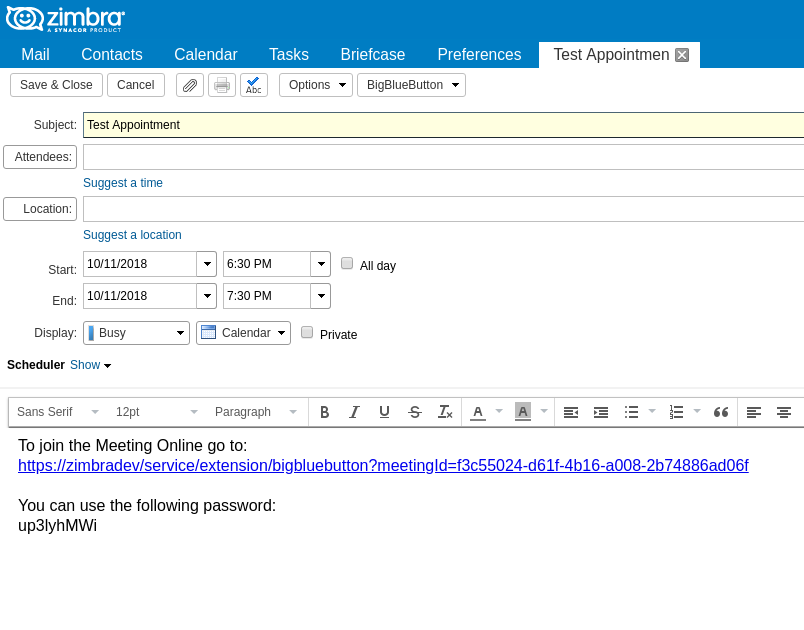 zimbra
A SYNACOR PRODUCT
Mail Contacts Calendar Tasks Briefcase Preferences Test Appointmen
Save & Close Cancel Abc Options BigBlueButton
Subject: Test Appointment
Attendees:
Suggest a time
Location:
Suggest a location
Start: 10/11/2018 6:30 PM All day
End: 10/11/2018 7:30 PM
Display: Busy Calendar Private
Scheduler Show
Sans Serif 12pt Paragraph B I U S Tx A A
To join the Meeting Online go to:
https://zimbradev/service/extension/bigbluebutton?meetingId=f3c55024-d61f-4b16-a008-2b74886ad06f
You can use the following password:
up3lyhMWi